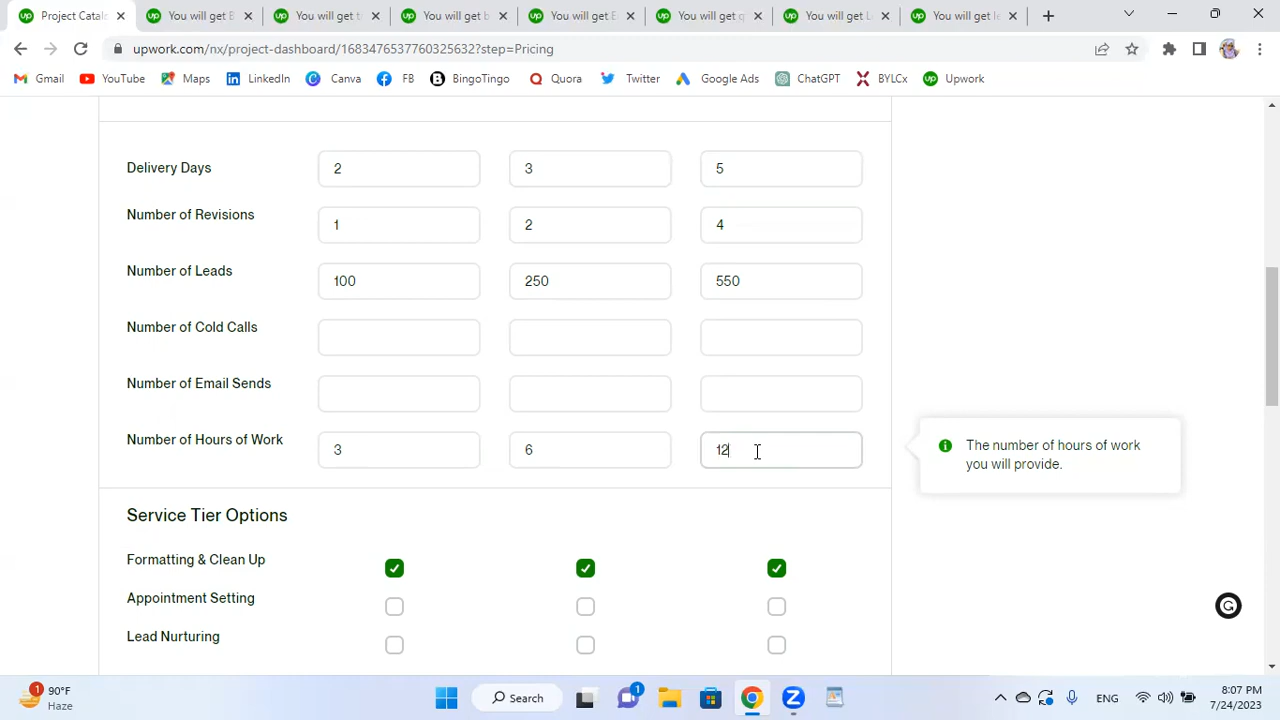 Project Catal
You will get R
You will get t
You will get b
You will get E
You will get q
You will get L
You will get le
upwork.com/nx/project-dashboard/1683476537760325632?step=Pricing
Gmail
YouTube
Maps
LinkedIn
Canva
FB
BingoTingo
Quora
Twitter
Google Ads
ChatGPT
BYLCx
Upwork
Delivery Days 2 3 5
Number of Revisions 1 2 4
Number of Leads 100 250 550
Number of Cold Calls
Number of Email Sends
Number of Hours of Work 3 6 12
The number of hours of work
you will provide.
Service Tier Options
Formatting & Clean Up
Appointment Setting
Lead Nurturing
1
90°F
Haze
Search
1
ENG
8:07 PM
7/24/2023